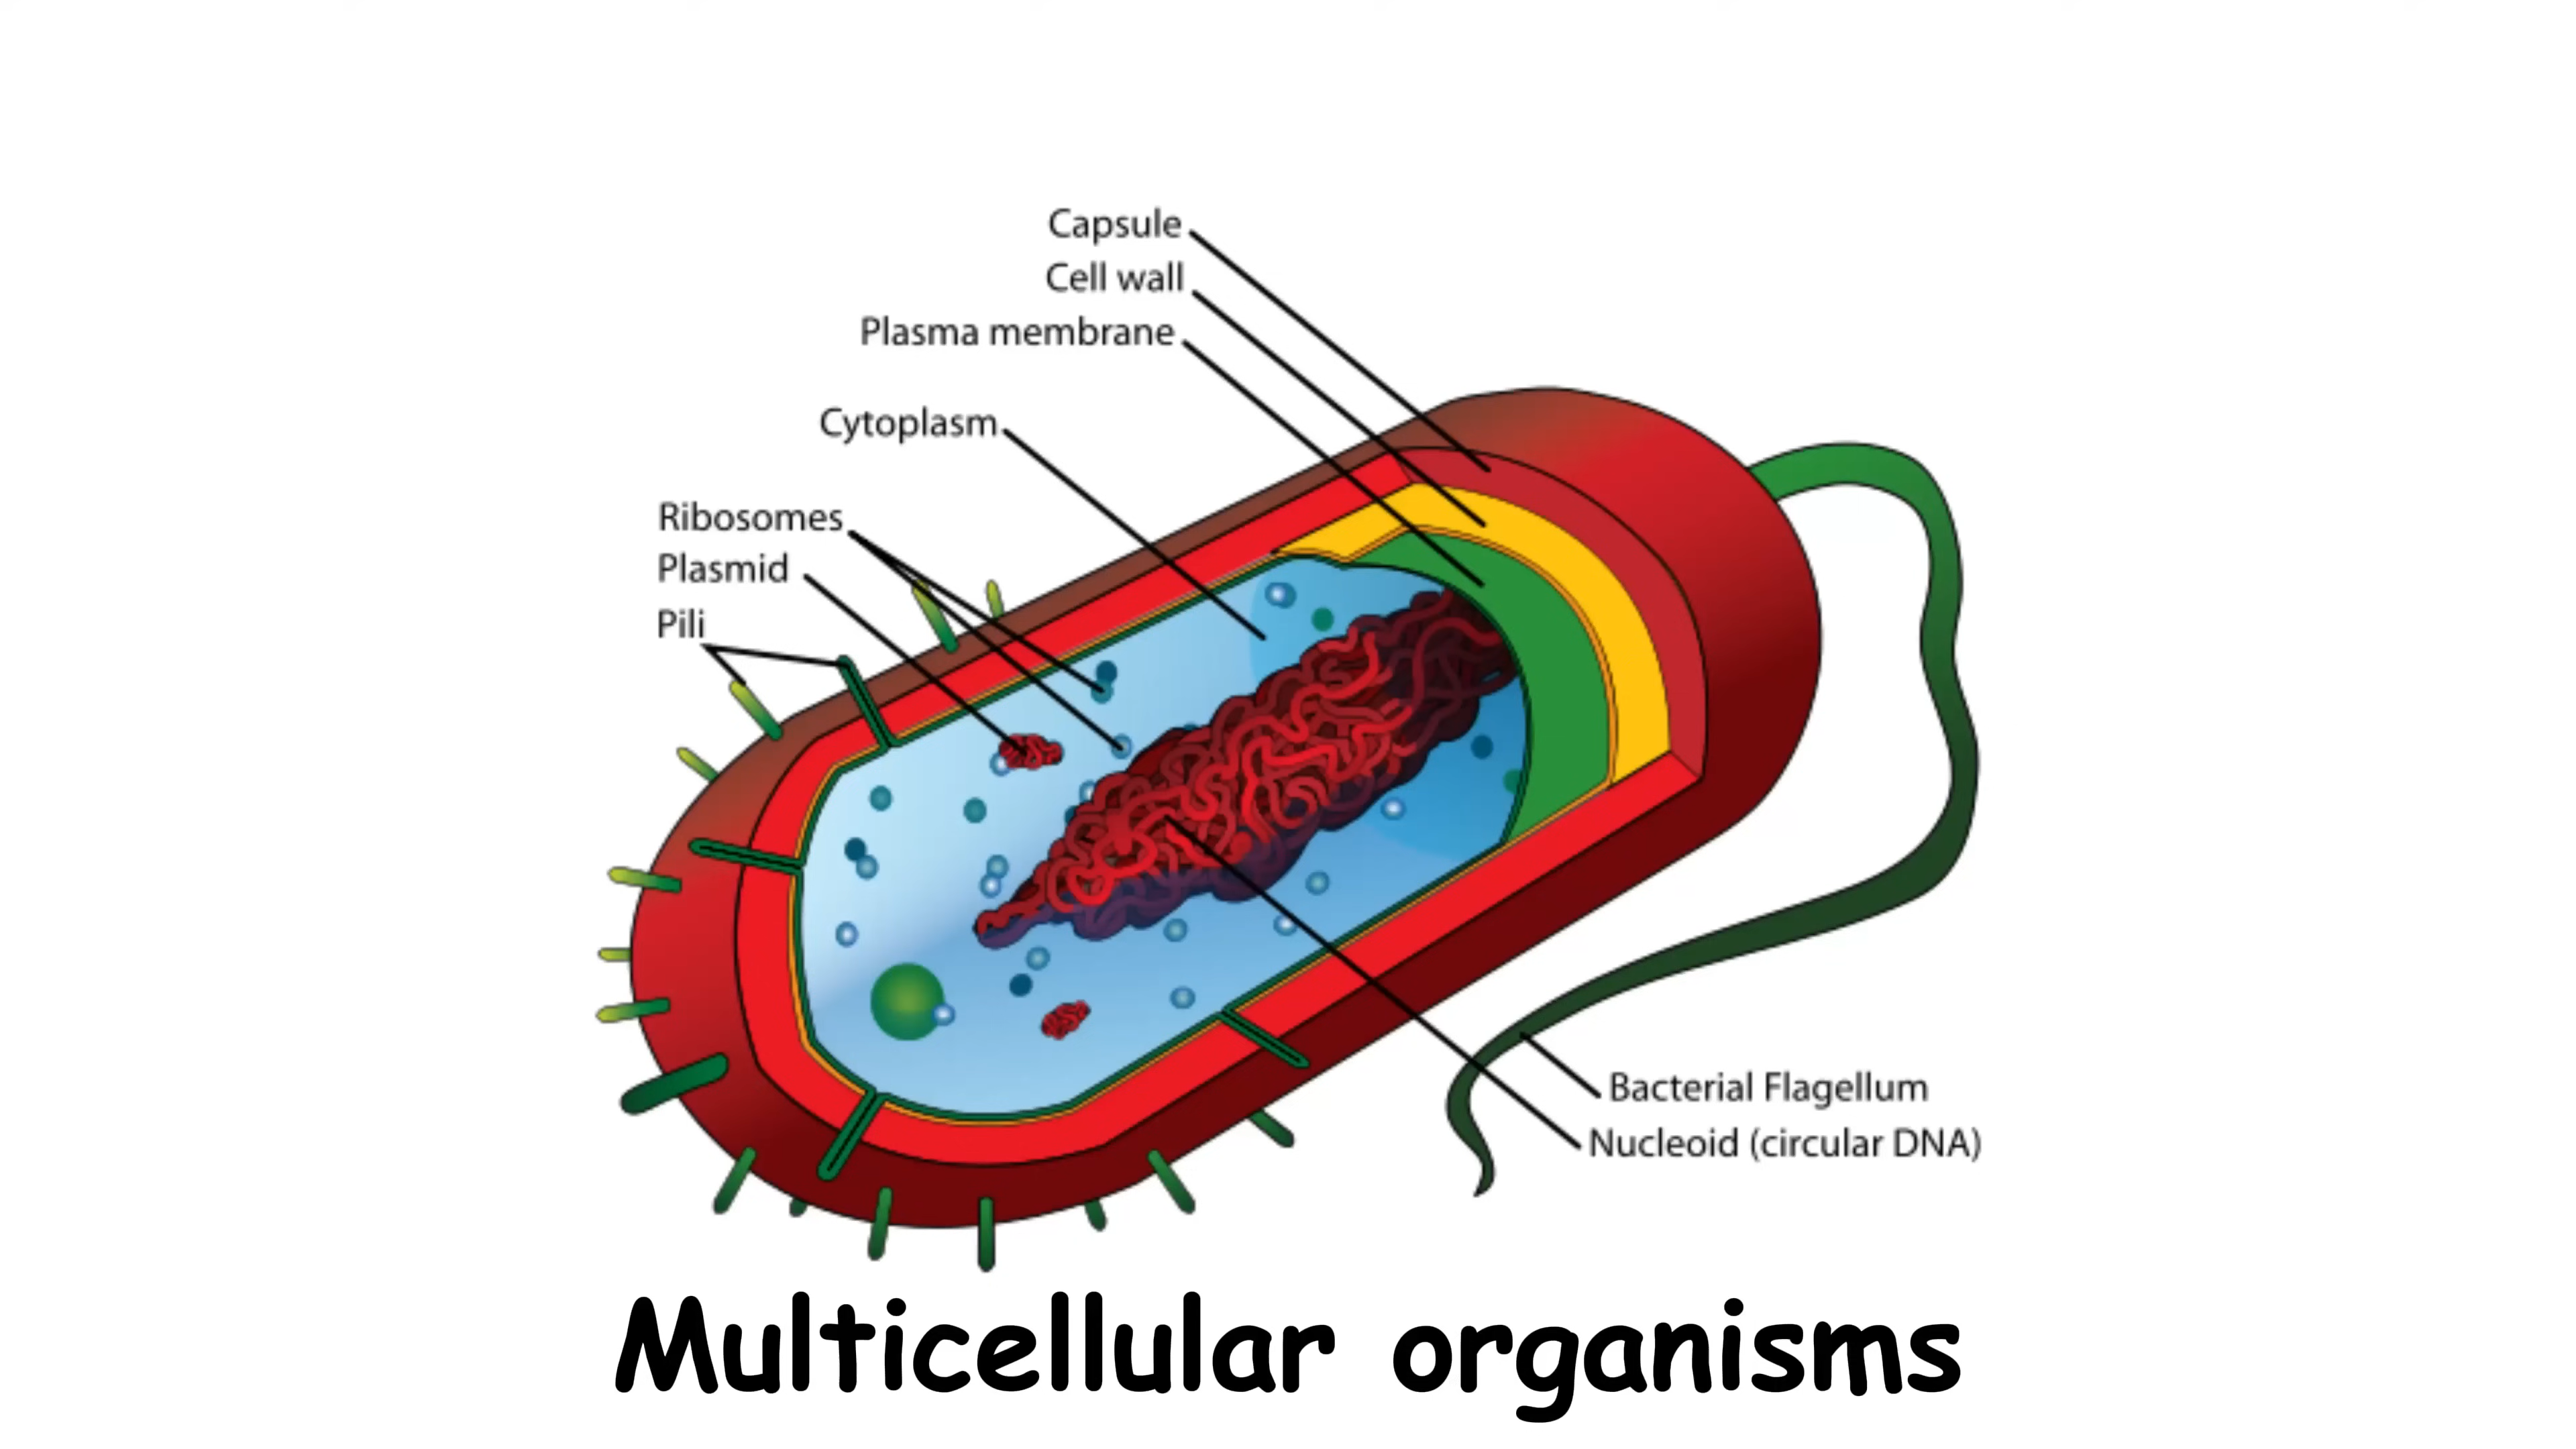 Capsule
Cell wall
Plasma membrane
Cytoplasm
Ribosomes
Plasmid
Pili
Bacterial Flagellum
Nucleoid (circular DNA)
Multicellular organisms